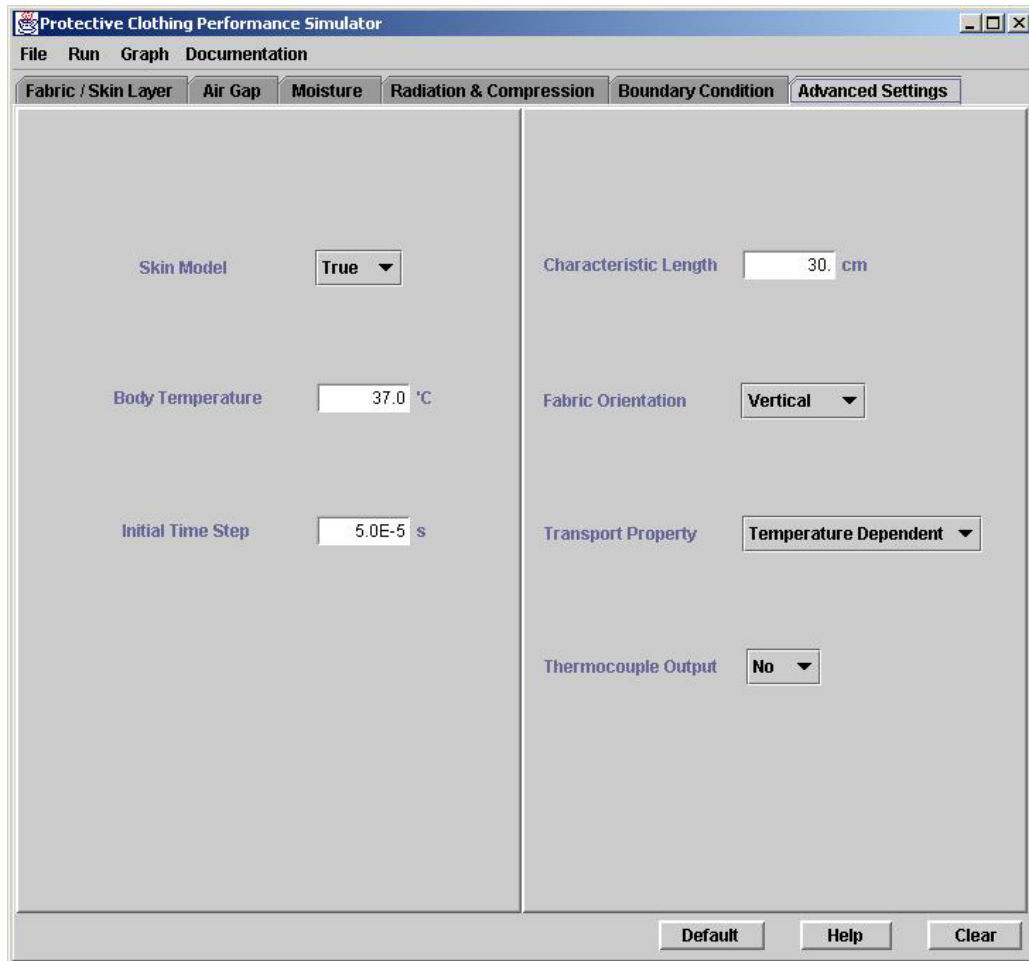 Protective Clothing Performance Simulator
File Run Graph Documentation
Fabric / Skin Layer Air Gap Moisture Radiation & Compression Boundary Condition Advanced Settings
Skin Model True
Body Temperature 37.0 'C
Initial Time Step 5.0E-5 s
Characteristic Length 30. cm
Fabric Orientation Vertical
Transport Property Temperature Dependent
Thermocouple Output No
Default Help Clear